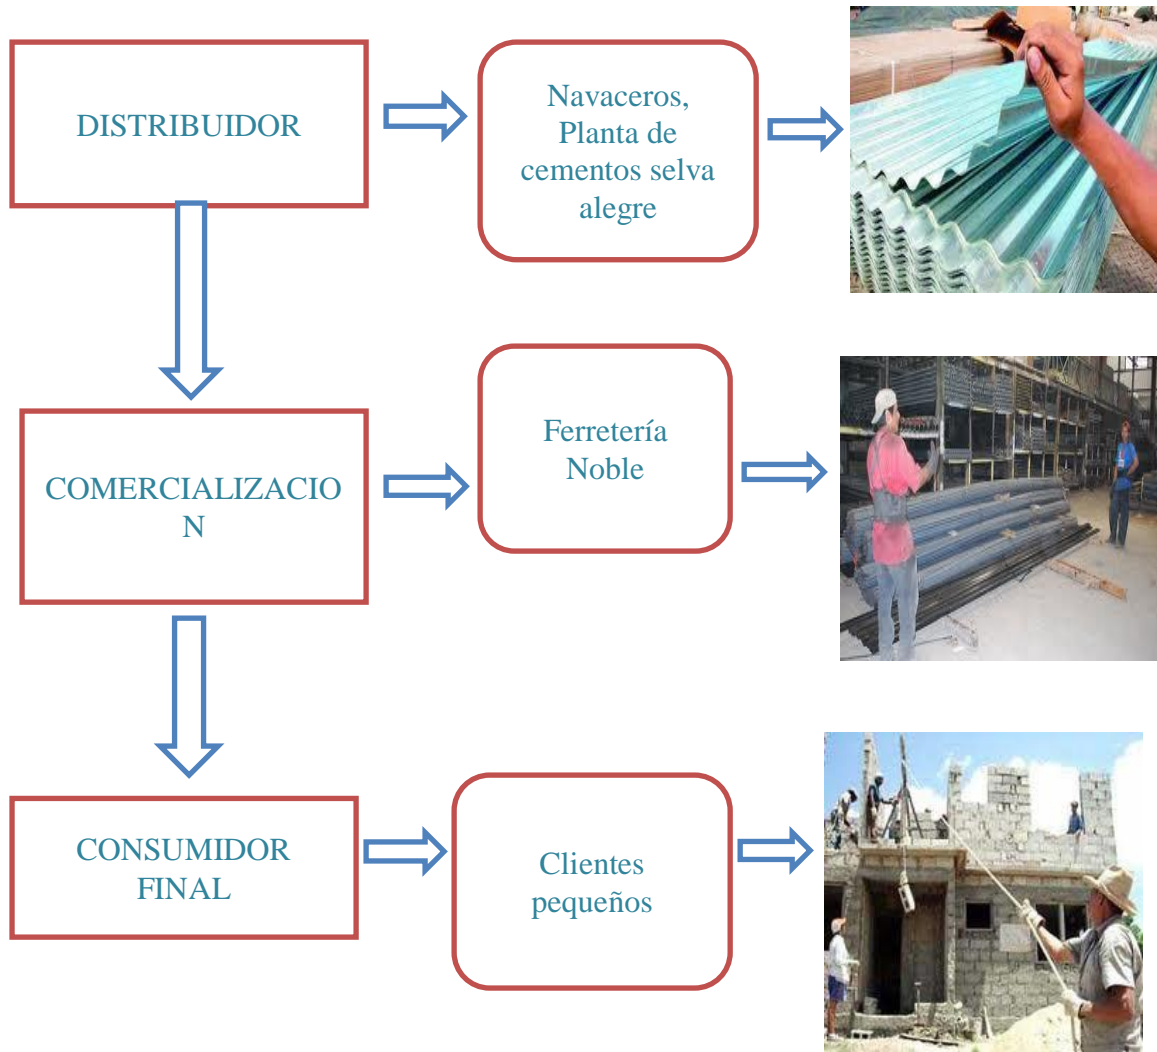 DISTRIBUIDOR
Navaceros,
Planta de
cementos selva
alegre
COMERCIALIZACIO
N
Ferretería
Noble
CONSUMIDOR
FINAL
Clientes
pequeños